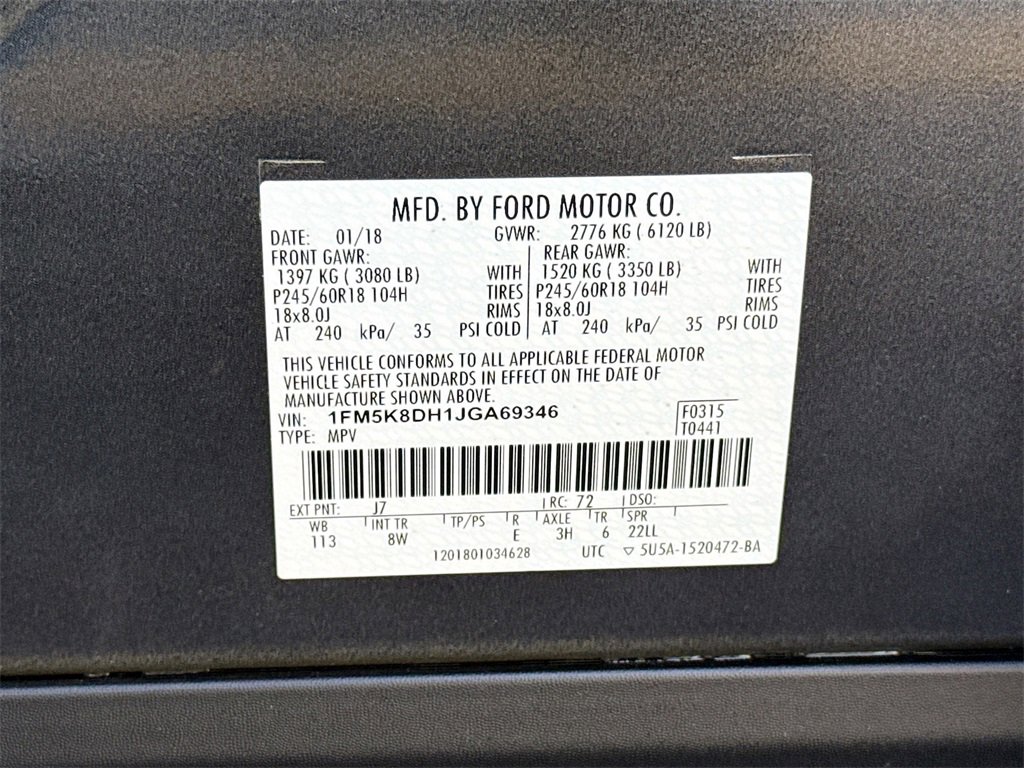 MFD. BY FORD MOTOR CO.
DATE: 01/18 GVWR: 2776 KG ( 6120 LB)
FRONT GAWR: REAR GAWR:
1397 KG ( 3080 LB) WITH 1520 KG ( 3350 LB) WITH
P245/60R18 104H TIRES P245/60R18 104H TIRES
18x8.0J RIMS 18x8.0J RIMS
AT 240 kPa/ 35 PSI COLD AT 240 kPa/ 35 PSI COLD
THIS VEHICLE CONFORMS TO ALL APPLICABLE FEDERAL MOTOR
VEHICLE SAFETY STANDARDS IN EFFECT ON THE DATE OF
MANUFACTURE SHOWN ABOVE.
VIN: 1FM5K8DH1JGA69346 F0315
TYPE: MPV T0441
EXT PNT: J7 RC: 72 DSO:
WB INT TR TP/PS R AXLE TR SPR
113 8W E 3H 6 22LL
1201801034628 UTC ▽ 5U5A-1520472-BA